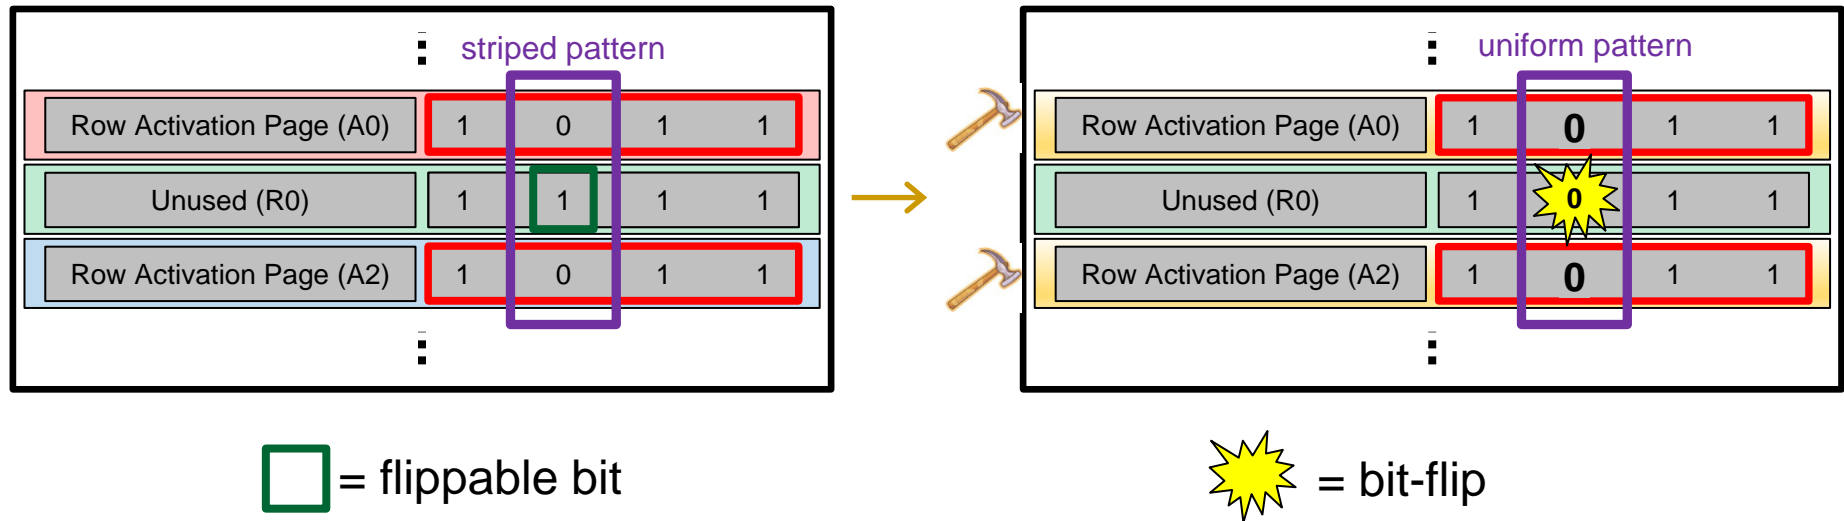 striped pattern
Row Activation Page (A0) 1 0 1 1
Unused (R0) 1 1 1 1
Row Activation Page (A2) 1 0 1 1
uniform pattern
Row Activation Page (A0) 1 0 1 1
Unused (R0) 1 0 1 1
Row Activation Page (A2) 1 0 1 1
= flippable bit
= bit-flip